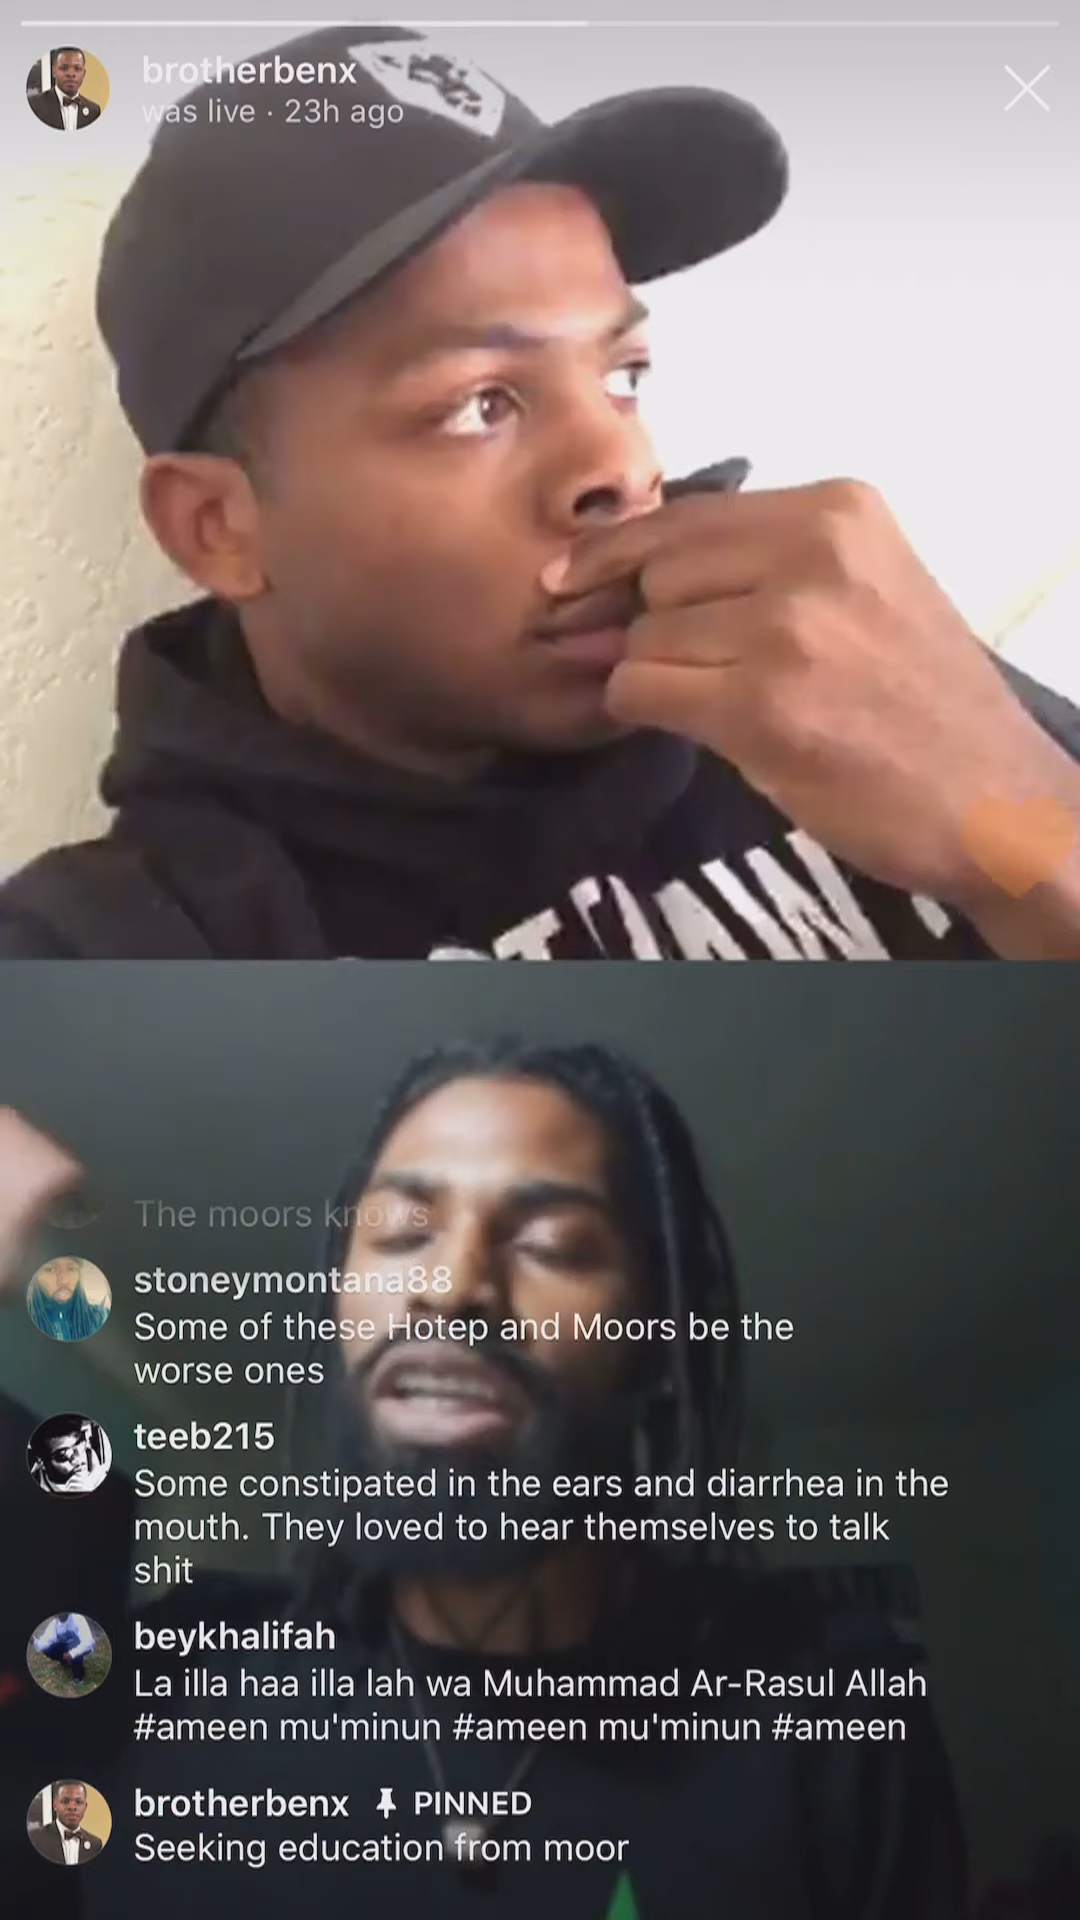 brotherbenx
was live · 23h ago
The moors knows
stoneymontana88
Some of these Hotep and Moors be the
worse ones
teeb215
Some constipated in the ears and diarrhea in the
mouth. They loved to hear themselves to talk
shit
beykhalifah
La illa haa illa lah wa Muhammad Ar-Rasul Allah
#ameen mu'minun #ameen mu'minun #ameen
brotherbenx PINNED
Seeking education from moor